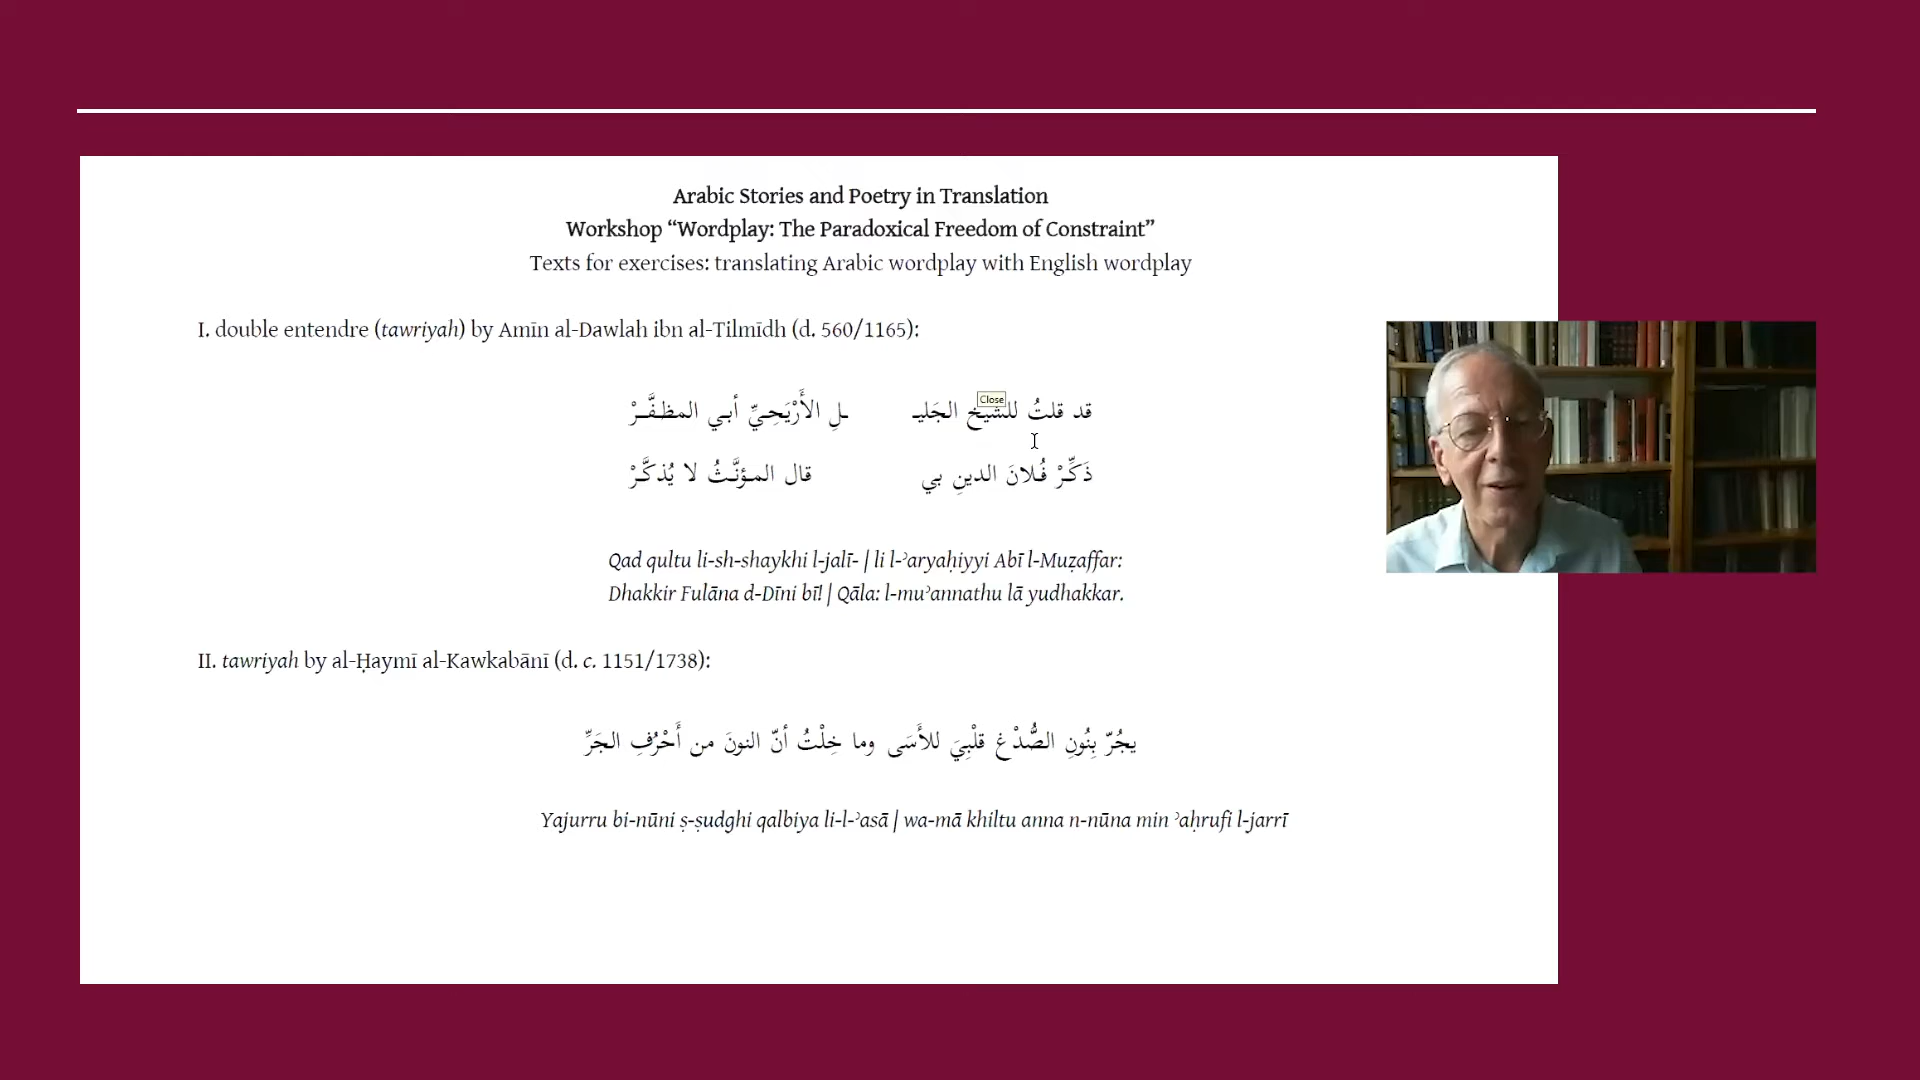 Arabic Stories and Poetry in Translation
Workshop “Wordplay: The Paradoxical Freedom of Constraint”
Texts for exercises: translating Arabic wordplay with English wordplay
I. double entendre (tawriyah) by Amīn al-Dawlah ibn al-Tilmīdh (d. 560/1165):
Close
قد قلتُ للشيخ الجَليـ ـلِ الأَرْيَحِيِّ أبي المظفَّرْ
ذَكِّرْ فُلانَ الدينِ بي قال المؤنَّثُ لا يُذكَّرْ
Qad qultu li-sh-shaykhi l-jalī- | li l-ʾaryaḥiyyi Abī l-Muẓaffar:
Dhakkir Fulāna d-Dīni bī! | Qāla: l-muʾannathu lā yudhakkar.
II. tawriyah by al-Ḥaymī al-Kawkabānī (d. c. 1151/1738):
يجُرّ بِنُونِ الصُّدْغِ قلْبِيَ للأَسَى وما خِلْتُ أنّ النونَ من أَحْرُفِ الجَرِّ
Yajurru bi-nūni ṣ-ṣudghi qalbiya li-l-ʾasā | wa-mā khiltu anna n-nūna min ʾaḥrufi l-jarrī